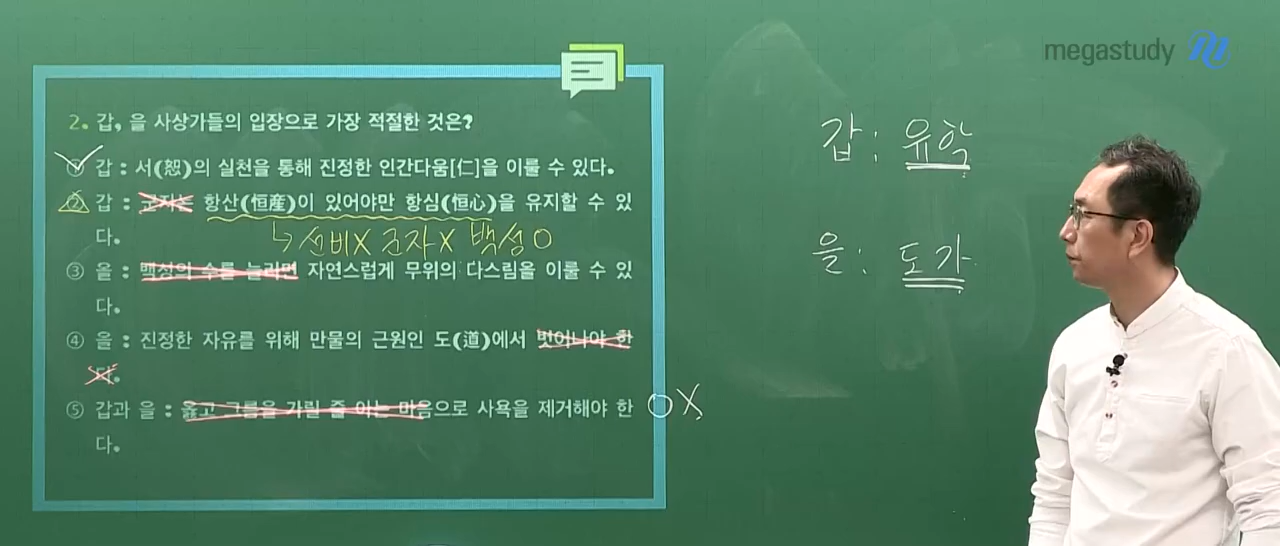 megastudy M
2. 갑, 을 사상가들의 입장으로 가장 적절한 것은?
① 갑 : 서(恕)의 실천을 통해 진정한 인간다움[仁]을 이룰 수 있다.
② 갑 : 군자는 항산(恒産)이 있어야만 항심(恒心)을 유지할 수 있
다.
↳ 선비X 군자X 백성O
③ 을 : 백성의 수를 늘리면 자연스럽게 무위의 다스림을 이룰 수 있
다.
④ 을 : 진정한 자유를 위해 만물의 근원인 도(道)에서 벗어나야 한
다.
⑤ 갑과 을 : 옳고 그름을 가릴 줄 아는 마음으로 사욕을 제거해야 한 O X
다.
갑 : 유학
을 : 도가